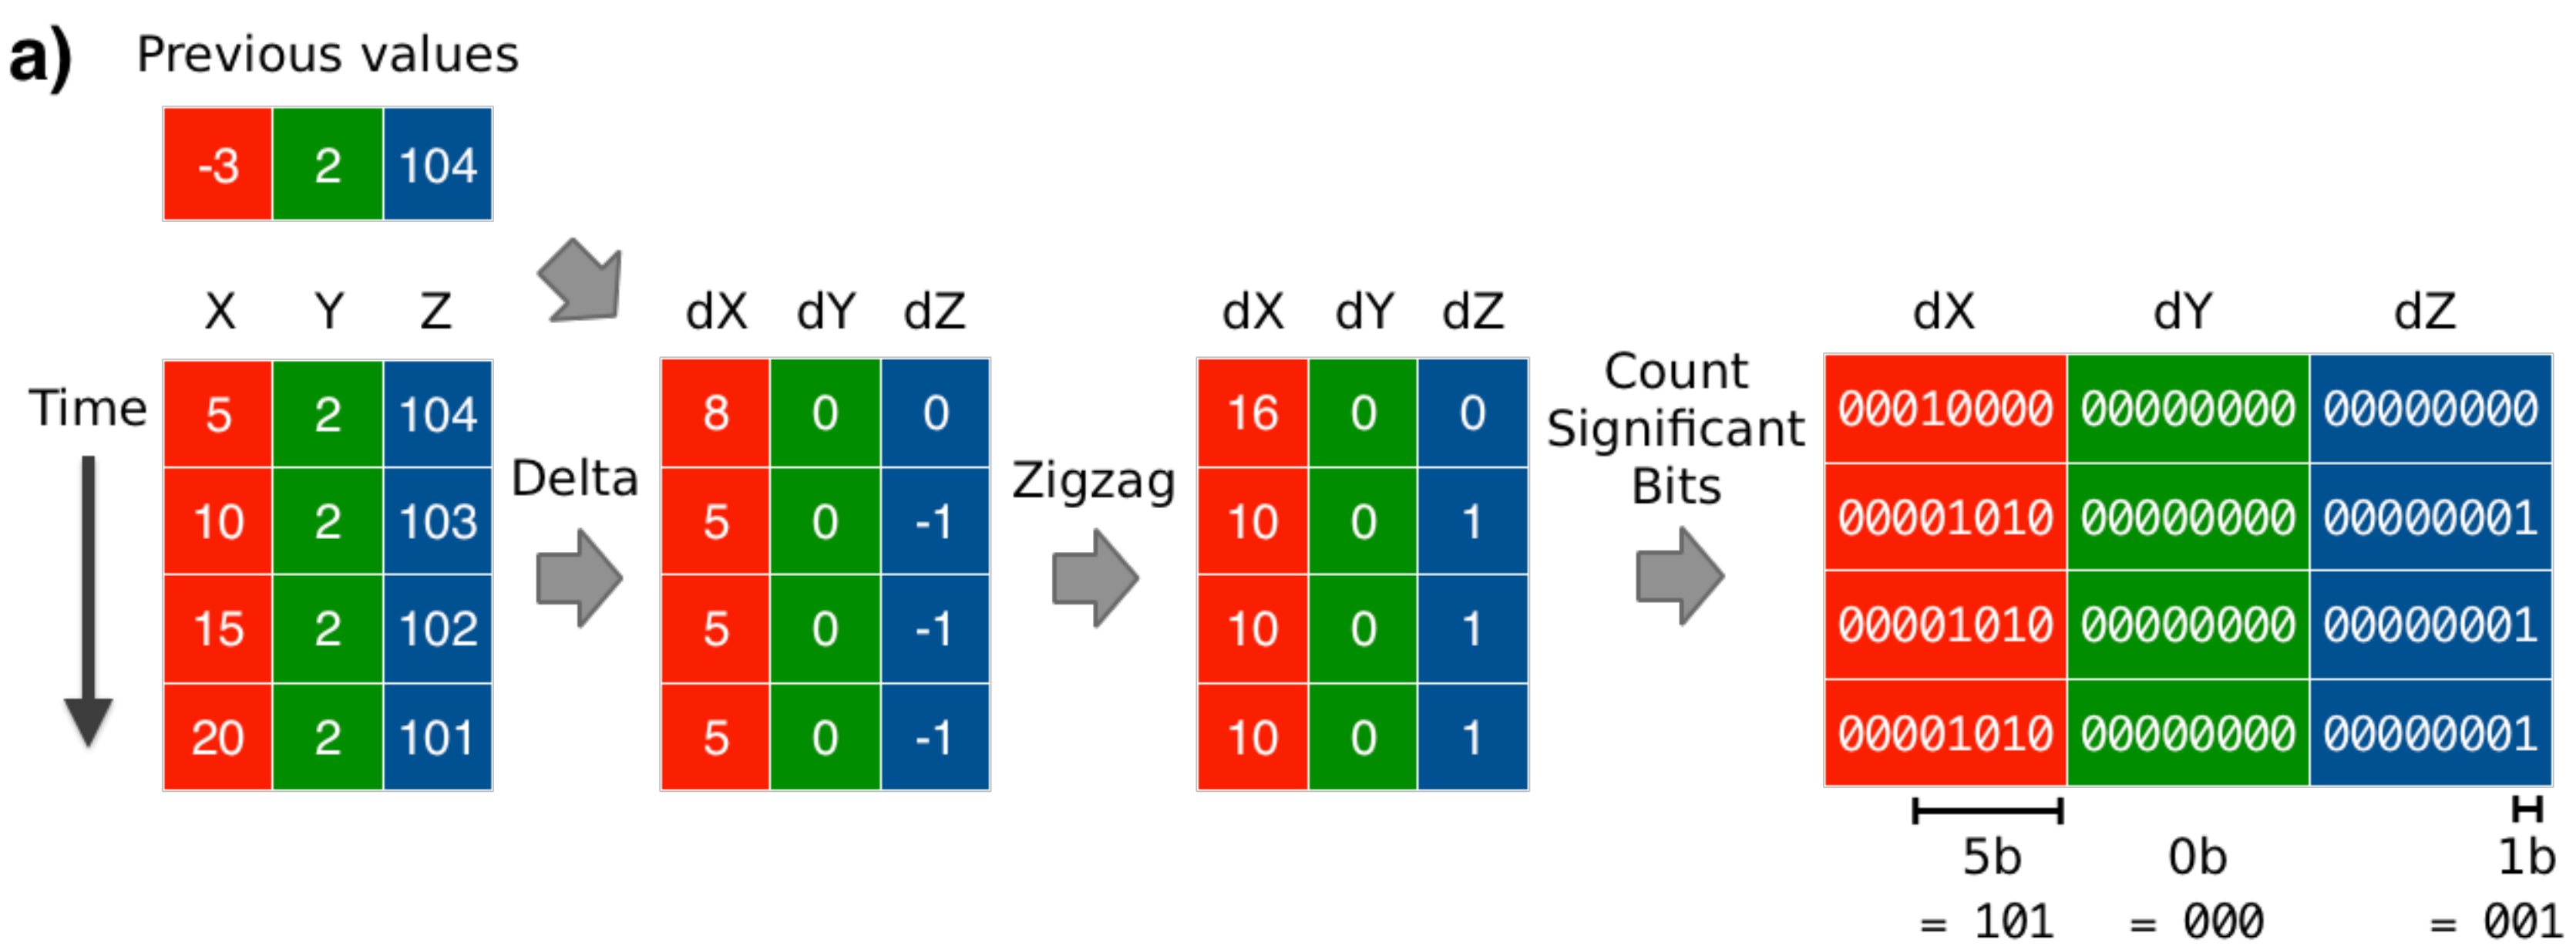 a) Previous values
-3 2 104
X Y Z dX dY dZ dX dY dZ dX dY dZ
Time
Delta
Zigzag
Count
Significant
Bits
5 2 104 8 0 0 16 0 0 00010000 00000000 00000000
10 2 103 5 0 -1 10 0 1 00001010 00000000 00000001
15 2 102 5 0 -1 10 0 1 00001010 00000000 00000001
20 2 101 5 0 -1 10 0 1 00001010 00000000 00000001
5b 0b 1b
= 101 = 000 = 001